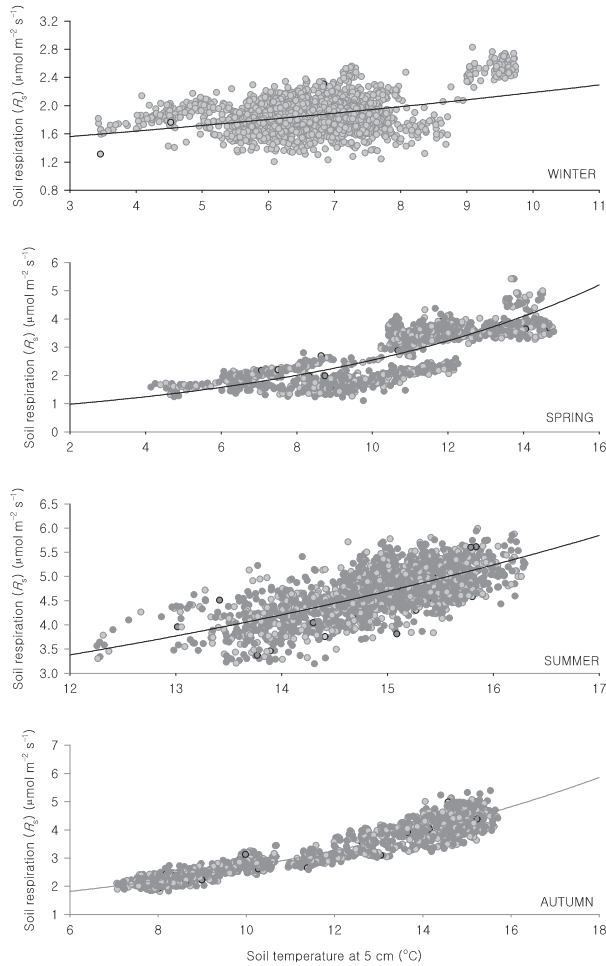 Soil respiration (Rs) (μmol m−2 s−1)
3.2
2.8
2.4
2.0
1.6
1.2
0.8
3 4 5 6 7 8 9 10 11
WINTER
Soil respiration (Rs) (μmol m−2 s−1)
6
5
4
3
2
1
0
2 4 6 8 10 12 14 16
SPRING
Soil respiration (Rs) (μmol m−2 s−1)
6.5
6.0
5.5
5.0
4.5
4.0
3.5
3.0
12 13 14 15 16 17
SUMMER
Soil respiration (Rs) (μmol m−2 s−1)
7
6
5
4
3
2
1
6 8 10 12 14 16 18
AUTUMN
Soil temperature at 5 cm (°C)